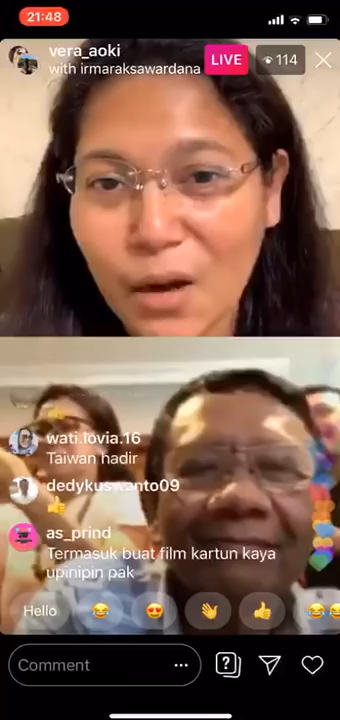 21:48
vera_aoki
with irmaraksawardana
LIVE
114
wati.lovia.16
Taiwan hadir
dedykuswanto09
as_prind
Termasuk buat film kartun kaya
upinipin pak
Hello
Comment